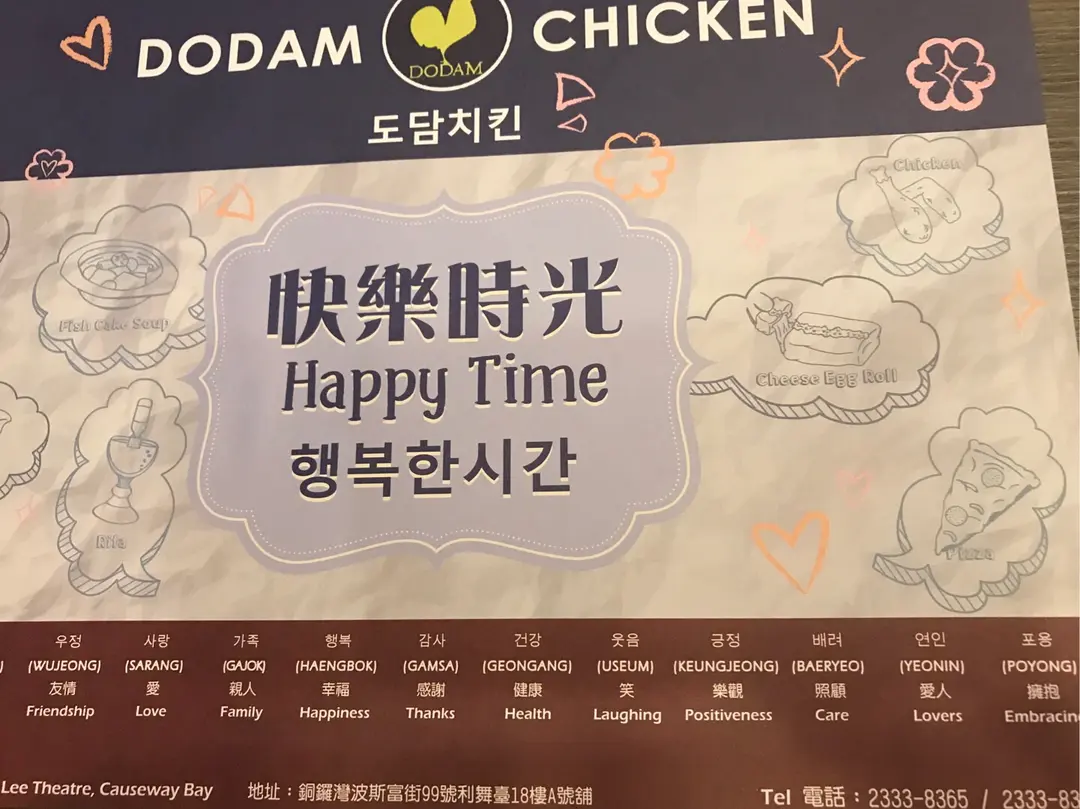 DODAM CHICKEN
DODAM
도담치킨
Chicken
Fish Cake Soup
快樂時光
Happy Time
행복한시간
Cheese Egg Roll
Rita
Pizza
우정 사랑 가족 행복 감사 건강 웃음 긍정 배려 연인 포용
(WUJEONG) (SARANG) (GAJOK) (HAENGBOK) (GAMSA) (GEONGANG) (USEUM) (KEUNGJEONG) (BAERYEO) (YEONIN) (POYONG)
友情 愛 親人 幸福 感謝 健康 笑 樂觀 照顧 愛人 擁抱
Friendship Love Family Happiness Thanks Health Laughing Positiveness Care Lovers Embracin
Lee Theatre, Causeway Bay 地址：銅鑼灣波斯富街99號利舞臺18樓A號舖 Tel 電話：2333-8365 / 2333-83